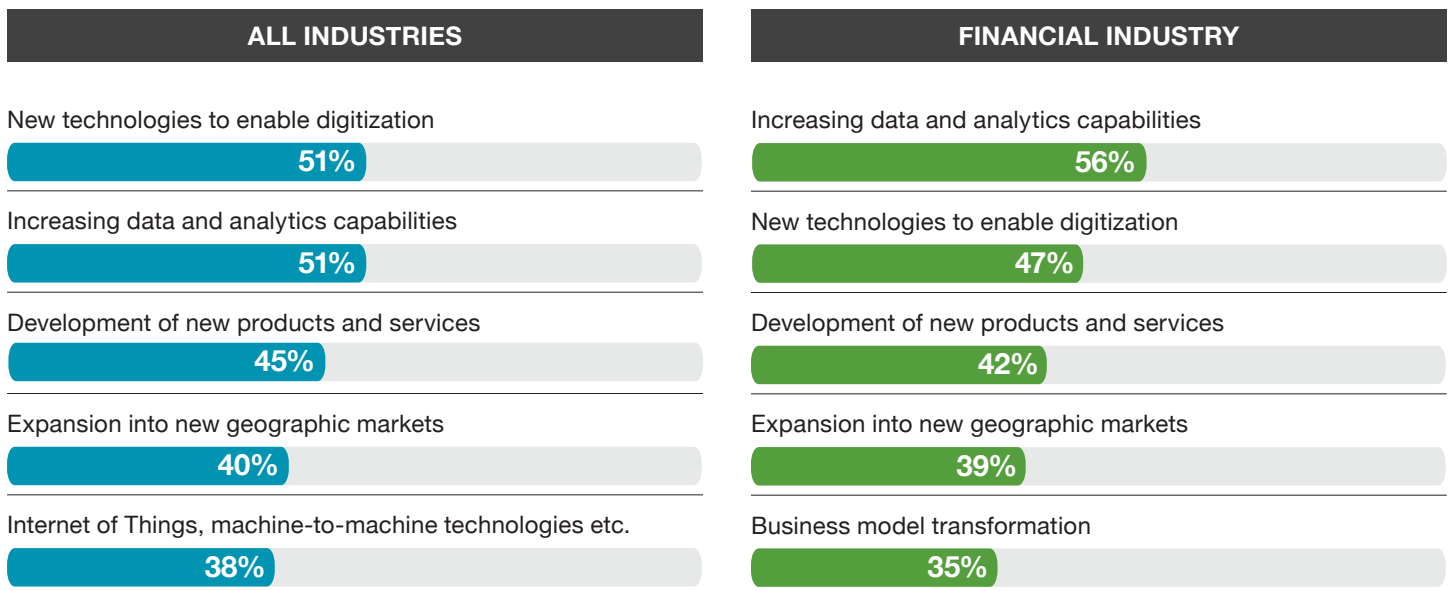 ALL INDUSTRIES
New technologies to enable digitization
51%
Increasing data and analytics capabilities
51%
Development of new products and services
45%
Expansion into new geographic markets
40%
Internet of Things, machine-to-machine technologies etc.
38%
FINANCIAL INDUSTRY
Increasing data and analytics capabilities
56%
New technologies to enable digitization
47%
Development of new products and services
42%
Expansion into new geographic markets
39%
Business model transformation
35%